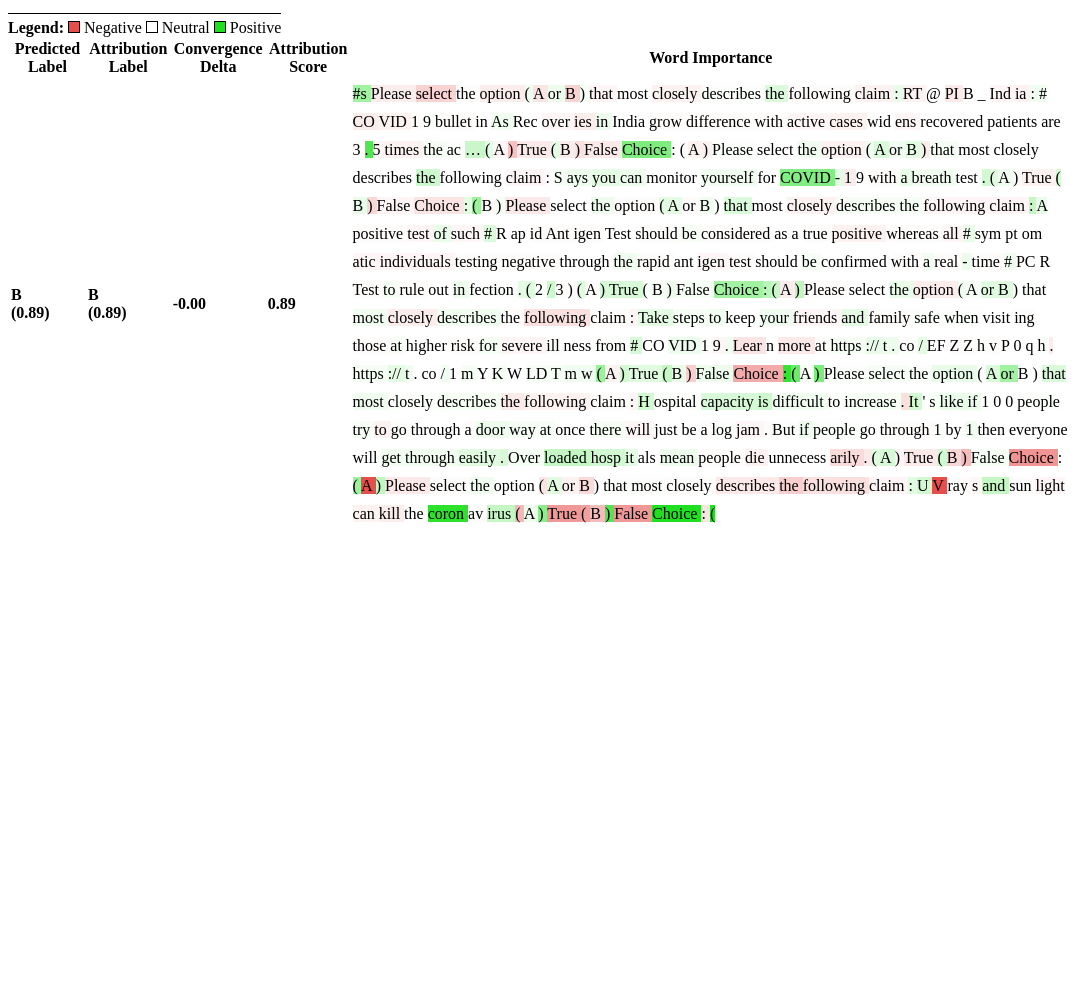 Legend: Negative Neutral Positive
Predicted Label Attribution Label Convergence Delta Attribution Score Word Importance
B (0.89) B (0.89) -0.00 0.89
#s Please select the option ( A or B ) that most closely describes the following claim : RT @ PI B _ Ind ia : #
CO VID 1 9 bullet in As Rec over ies in India grow difference with active cases wid ens recovered patients are
3 . 5 times the ac … ( A ) True ( B ) False Choice : ( A ) Please select the option ( A or B ) that most closely
describes the following claim : S ays you can monitor yourself for COVID - 1 9 with a breath test . ( A ) True (
B ) False Choice : ( B ) Please select the option ( A or B ) that most closely describes the following claim : A
positive test of such # R ap id Ant igen Test should be considered as a true positive whereas all # sym pt om
atic individuals testing negative through the rapid ant igen test should be confirmed with a real - time # PC R
Test to rule out in fection . ( 2 / 3 ) ( A ) True ( B ) False Choice : ( A ) Please select the option ( A or B ) that
most closely describes the following claim : Take steps to keep your friends and family safe when visit ing
those at higher risk for severe ill ness from # CO VID 1 9 . Lear n more at https :// t . co / EF Z Z h v P 0 q h .
https :// t . co / 1 m Y K W LD T m w ( A ) True ( B ) False Choice : ( A ) Please select the option ( A or B ) that
most closely describes the following claim : H ospital capacity is difficult to increase . It ' s like if 1 0 0 people
try to go through a door way at once there will just be a log jam . But if people go through 1 by 1 then everyone
will get through easily . Over loaded hosp it als mean people die unnecess arily . ( A ) True ( B ) False Choice :
( A ) Please select the option ( A or B ) that most closely describes the following claim : U V ray s and sun light
can kill the coron av irus ( A ) True ( B ) False Choice : (